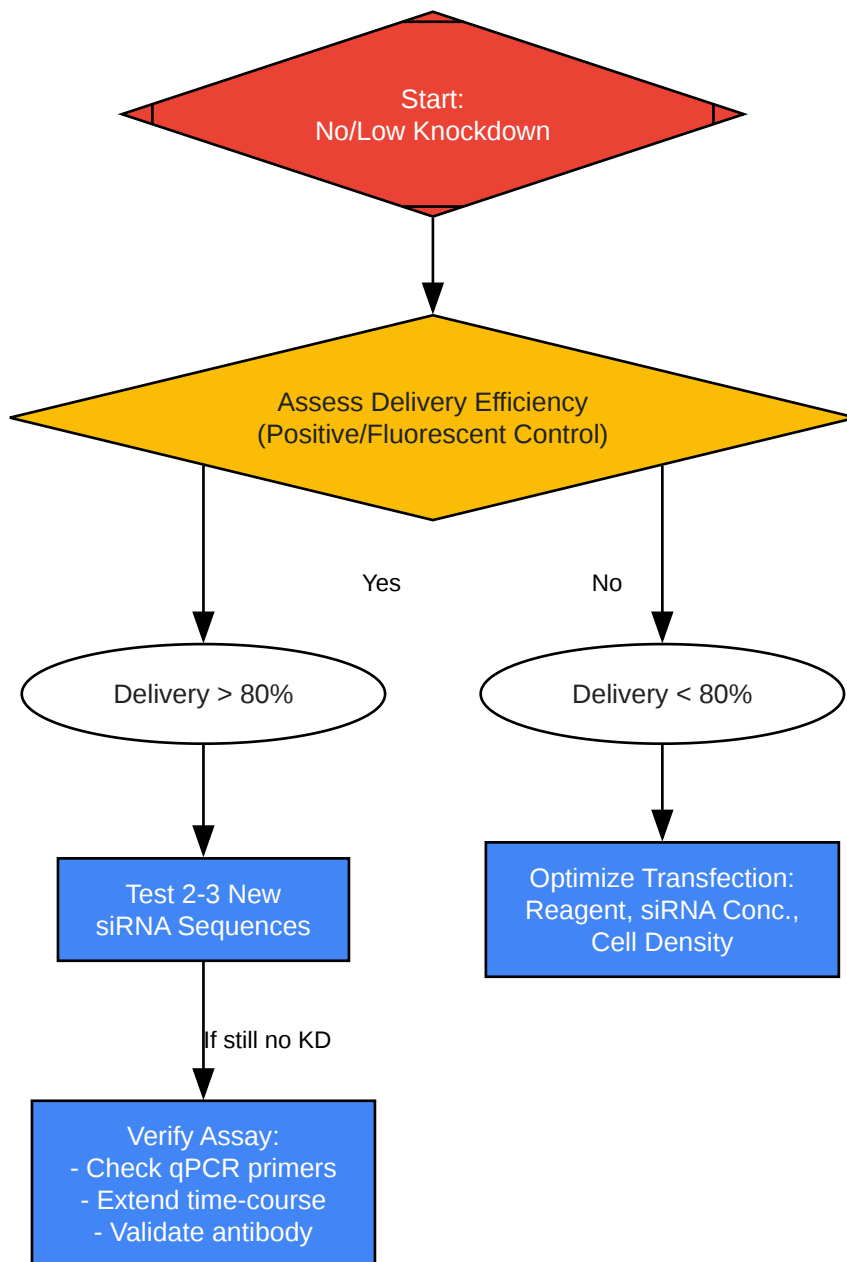 Start:
No/Low Knockdown
Assess Delivery Efficiency
(Positive/Fluorescent Control)
Yes
No
Delivery > 80%
Delivery < 80%
Test 2-3 New
siRNA Sequences
Optimize Transfection:
Reagent, siRNA Conc.,
Cell Density
If still no KD
Verify Assay:
- Check qPCR primers
- Extend time-course
- Validate antibody